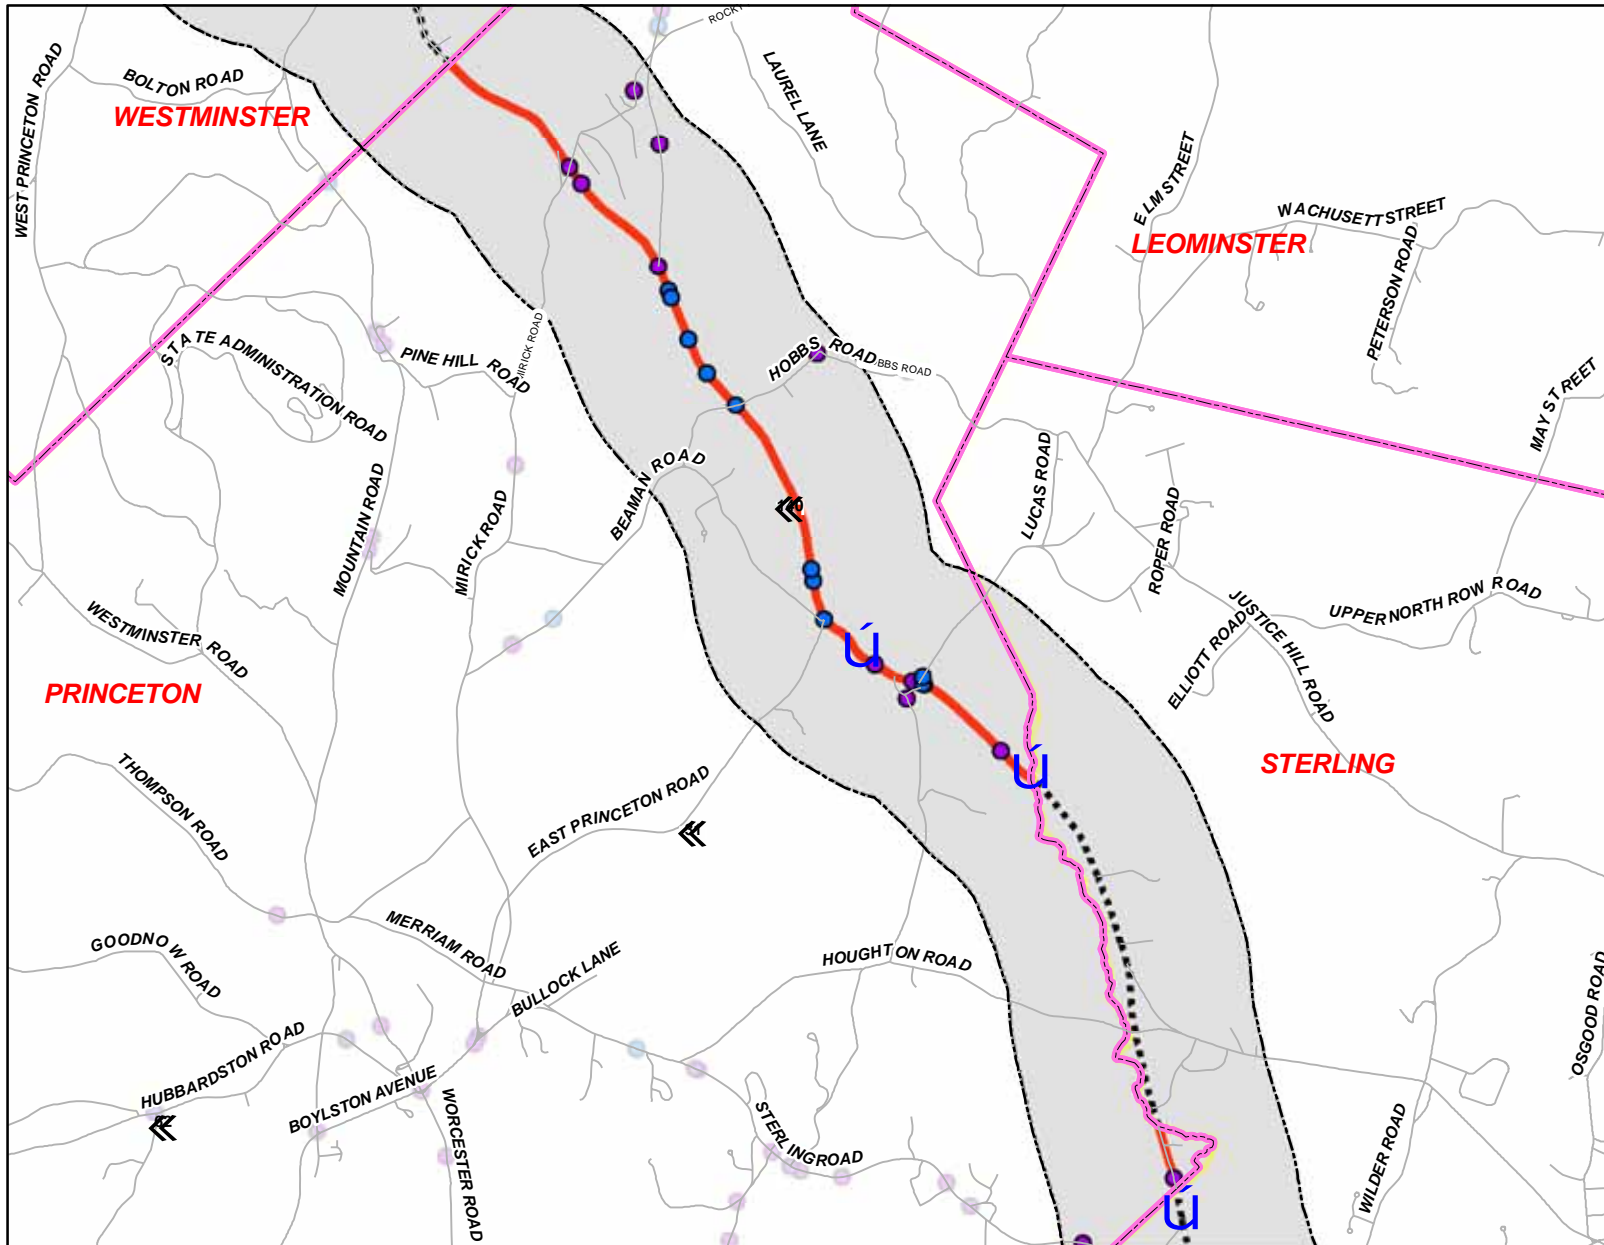 ROCKY
WEST PRINCETON ROAD
BOLTON ROAD
WESTMINSTER
LAUREL LANE
ELM STREET
WACHUSETT STREET
LEOMINSTER
PETERSON ROAD
STATE ADMINISTRATION ROAD
PINE HILL ROAD
MIRICK ROAD
HOBBS ROAD
BBS ROAD
MAY STREET
MOUNTAIN ROAD
MIRICK ROAD
BEAMAN ROAD
LUCAS ROAD
ROPER ROAD
WESTMINSTER ROAD
JUSTICE HILL ROAD
UPPER NORTH ROW ROAD
ELLIOTT ROAD
PRINCETON
Ú
STERLING
Ú
THOMPSON ROAD
EAST PRINCETON ROAD
GOODNOW ROAD
MERRIAM ROAD
BULLOCK LANE
HOUGHTON ROAD
OSGOOD ROAD
HUBBARDSTON ROAD
BOYLSTON AVENUE
WORCESTER ROAD
STERLING ROAD
WILDER ROAD
62
Ú